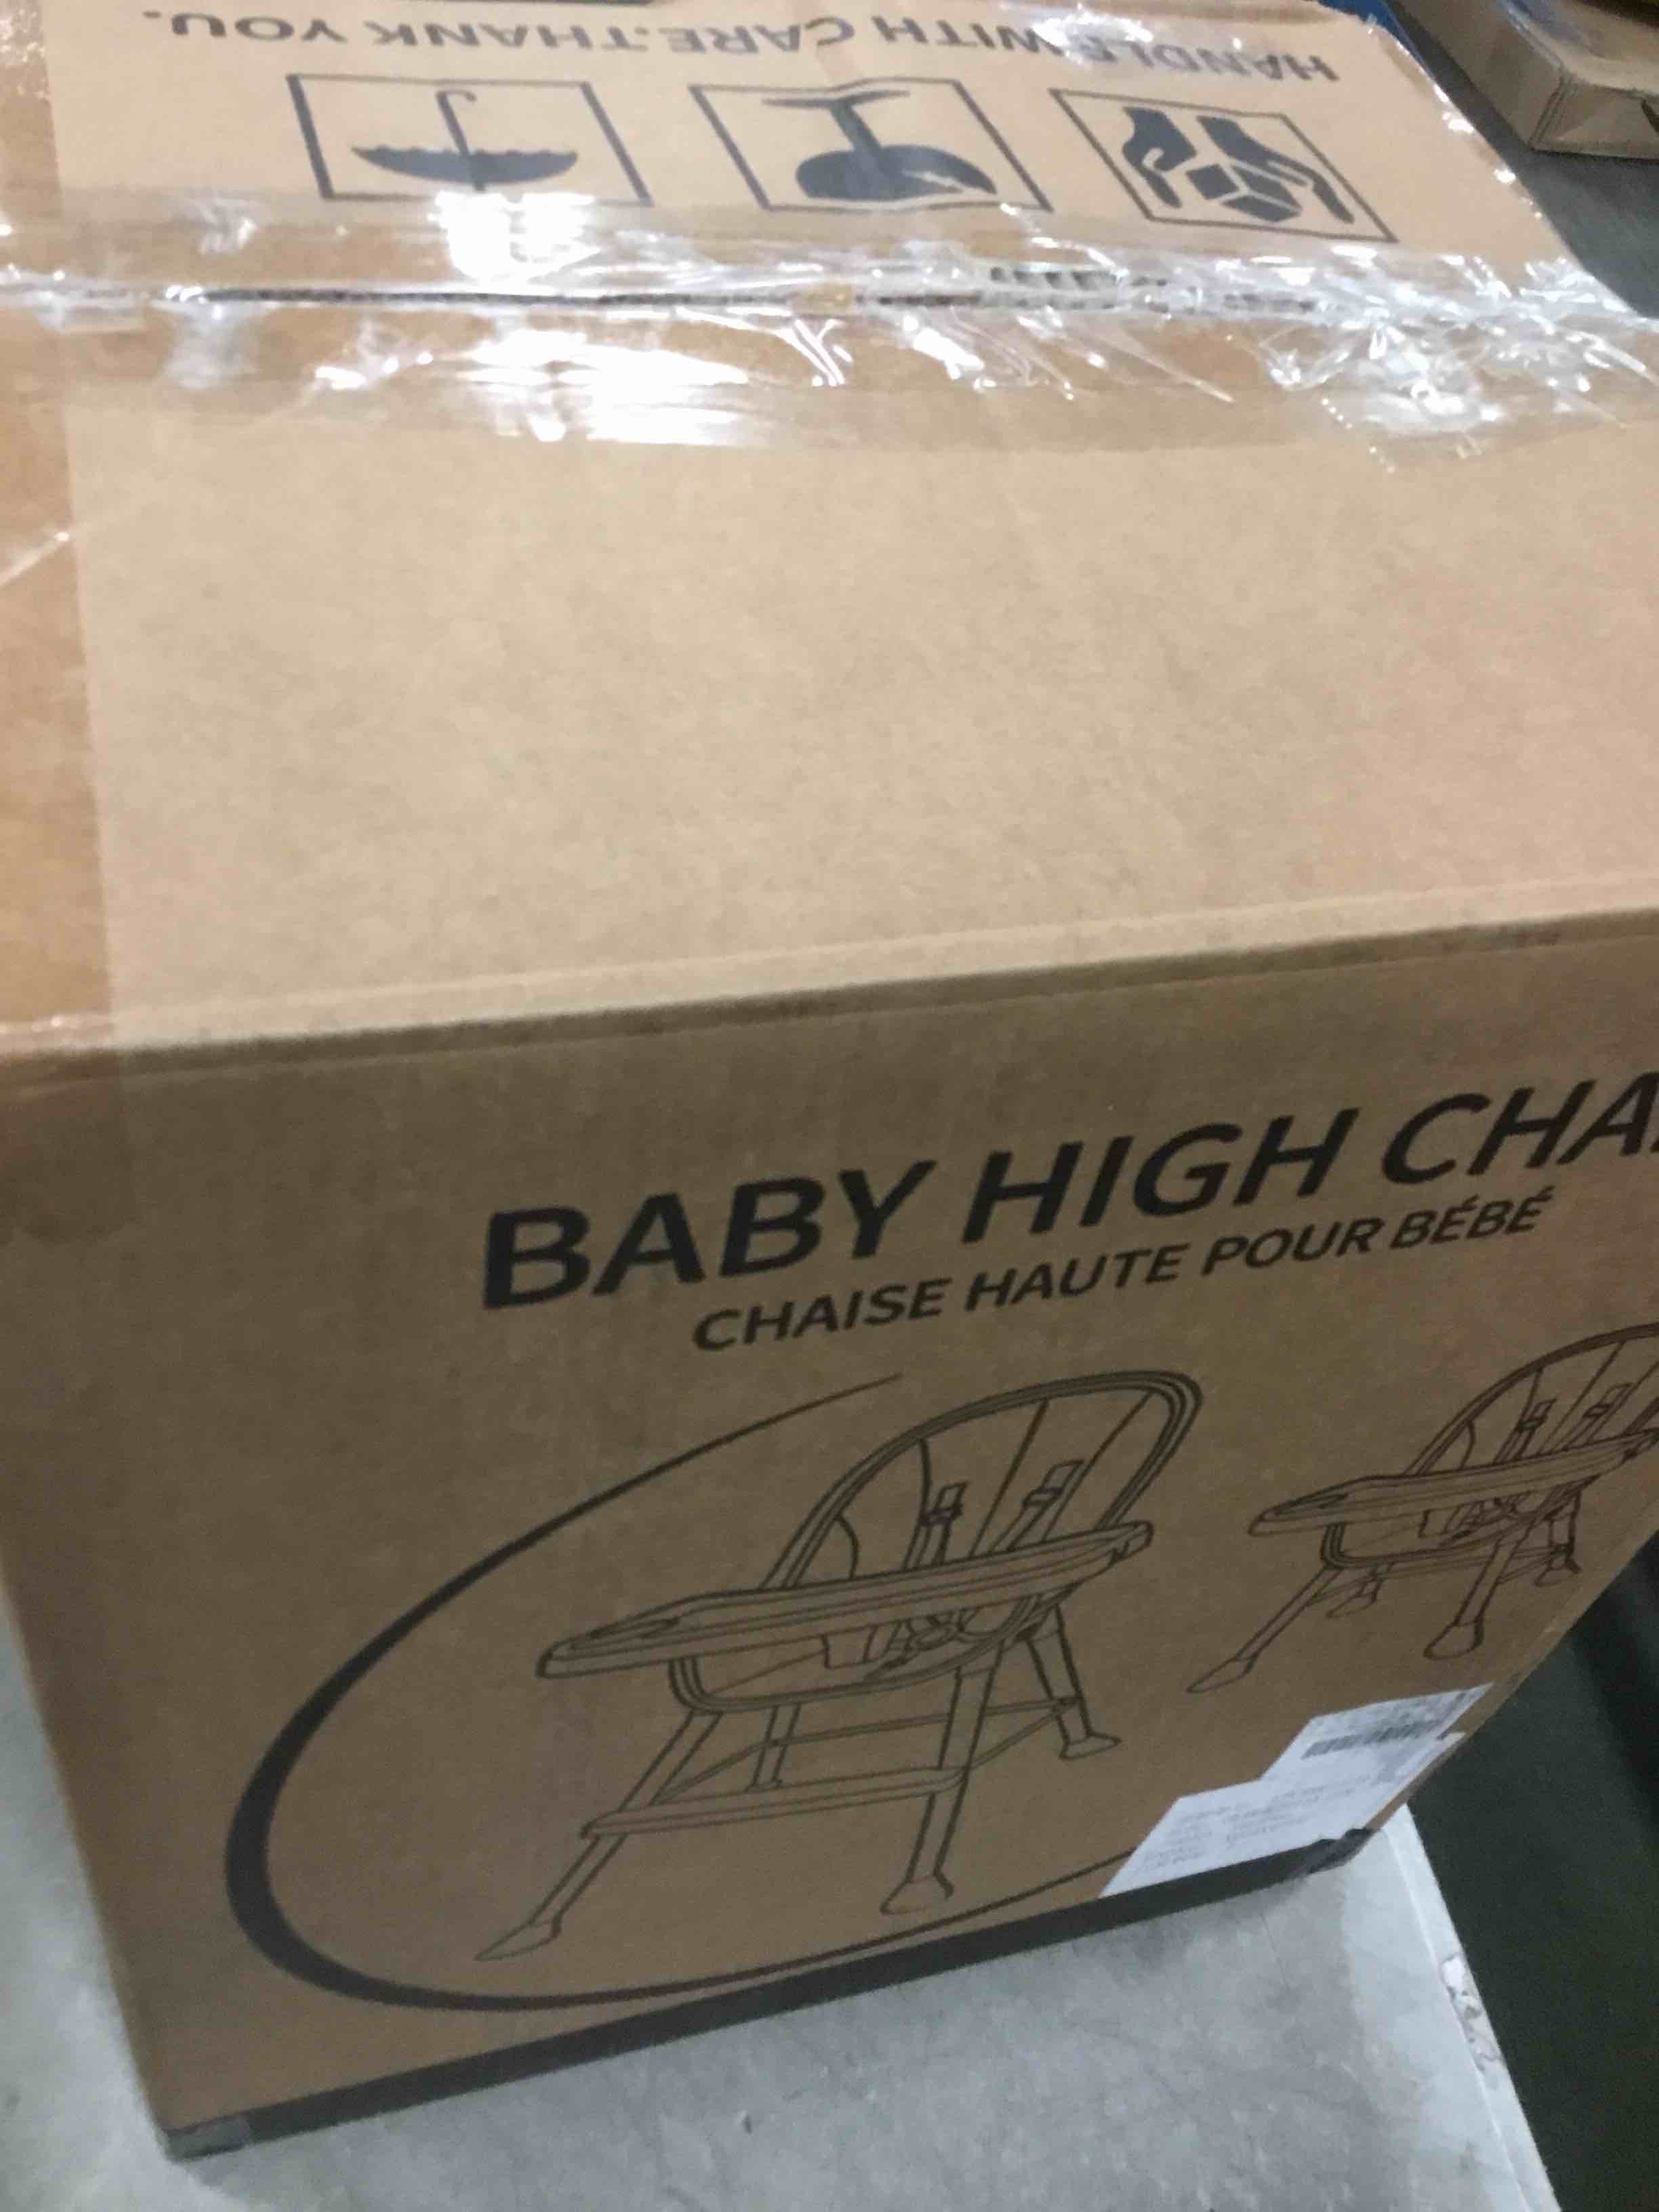 HANDLE WITH CARE.THANK YOU.
BABY HIGH CHA
CHAISE HAUTE POUR BÉBÉ